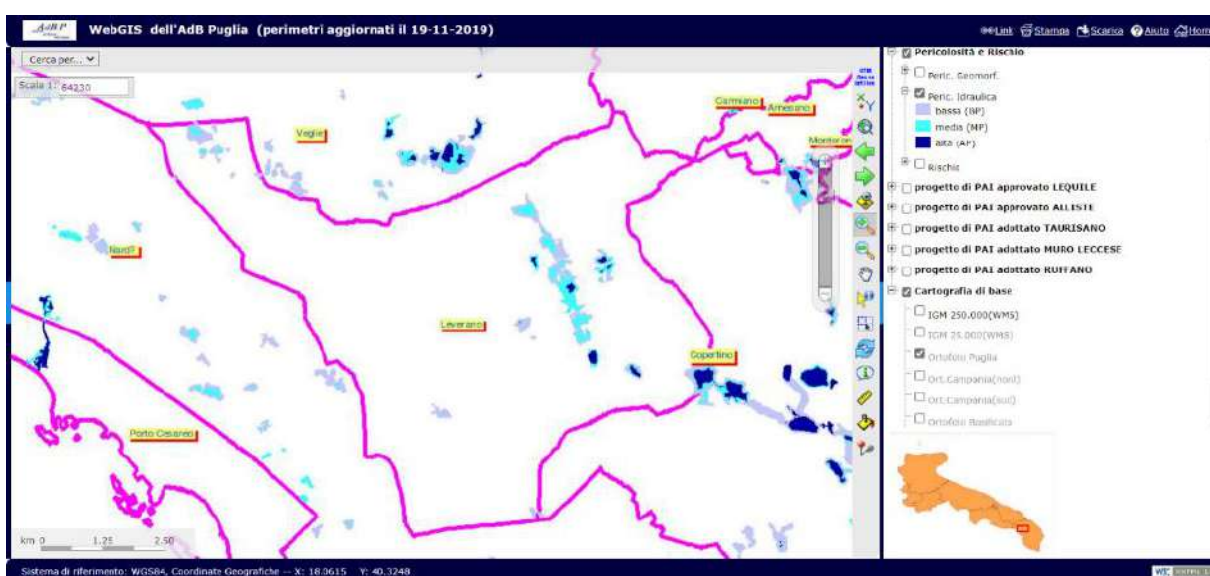 AdB P
WebGIS dell'AdB Puglia (perimetri aggiornati il 19-11-2019)
Link Stampa Scarica Aiuto Hom
Cerca per...
Scala 1: 64230
Veglie
Carmiano
Arnesano
Monteron
Nard?
Leverano
Copertino
Porto Cesareo
km 0 1.25 2.50
Pericolosità e Rischio
Peric. Geomorf.
Peric. Idraulica
bassa (BP)
media (MP)
alta (AP)
Rischio
progetto di PAI approvato LEQUILE
progetto di PAI approvato ALLISTE
progetto di PAI adottato TAURISANO
progetto di PAI adottato MURO LECCESE
progetto di PAI adottato RUFFANO
Cartografia di base
IGM 250.000(WMS)
IGM 25.000(WMS)
Ortofoto Puglia
Ort.Campania(nord)
Ort.Campania(sud)
Ortofoto Basilicata
Sistema di riferimento: WGS84, Coordinate Geografiche -- X: 18.0615 Y: 40.3248